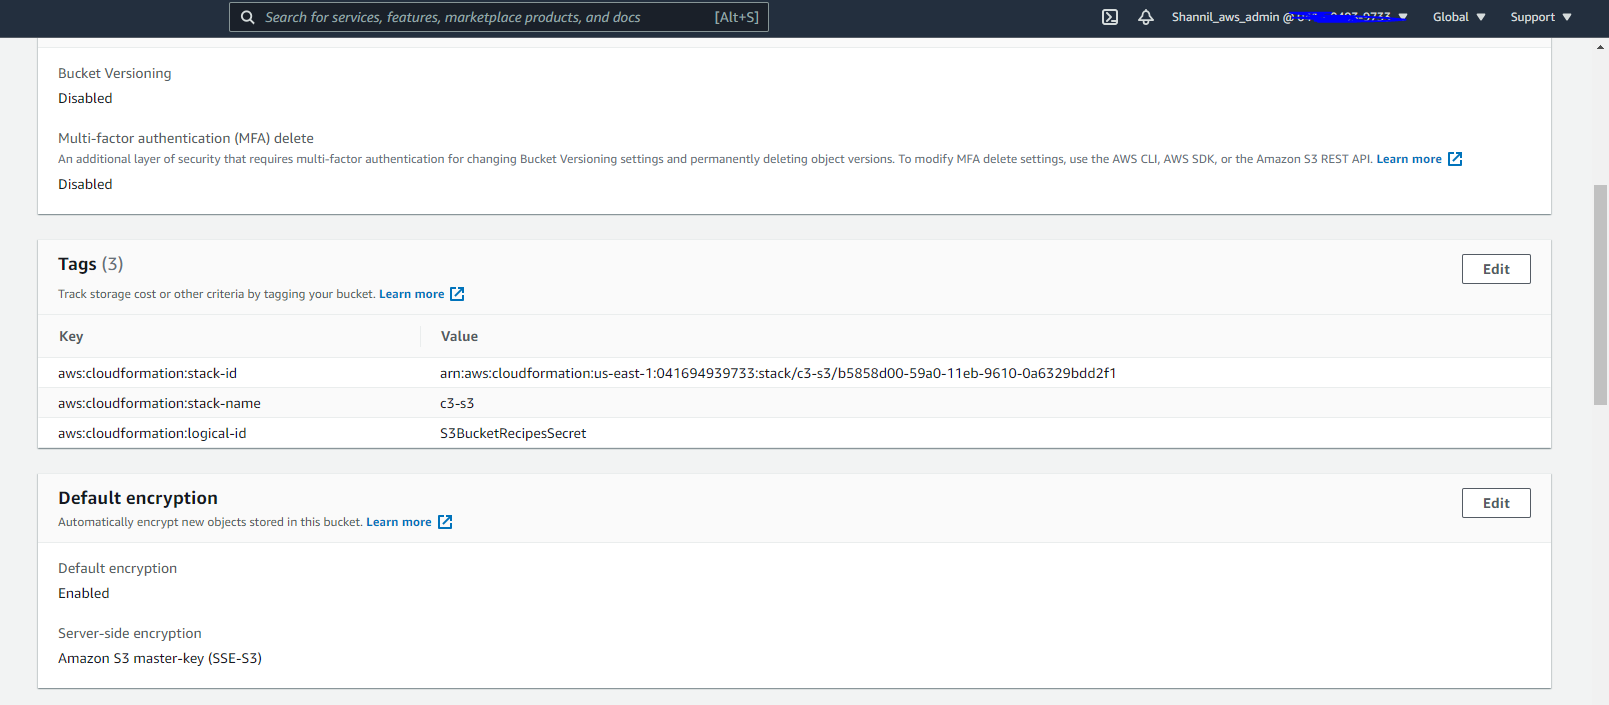 Search for services, features, marketplace products, and docs [Alt+S] Shannil_aws_admin @ Global Support
Bucket Versioning
Disabled
Multi-factor authentication (MFA) delete
An additional layer of security that requires multi-factor authentication for changing Bucket Versioning settings and permanently deleting object versions. To modify MFA delete settings, use the AWS CLI, AWS SDK, or the Amazon S3 REST API. Learn more
Disabled
Tags (3)
Edit
Track storage cost or other criteria by tagging your bucket. Learn more
Key Value
aws:cloudformation:stack-id arn:aws:cloudformation:us-east-1:041694939733:stack/c3-s3/b5858d00-59a0-11eb-9610-0a6329bdd2f1
aws:cloudformation:stack-name c3-s3
aws:cloudformation:logical-id S3BucketRecipesSecret
Default encryption
Edit
Automatically encrypt new objects stored in this bucket. Learn more
Default encryption
Enabled
Server-side encryption
Amazon S3 master-key (SSE-S3)